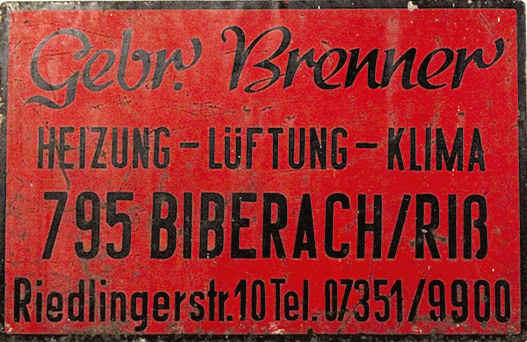 Gebr. Brenner
HEIZUNG - LÜFTUNG - KLIMA
795 BIBERACH/RIß
Riedlingerstr. 10 Tel. 07351/9900